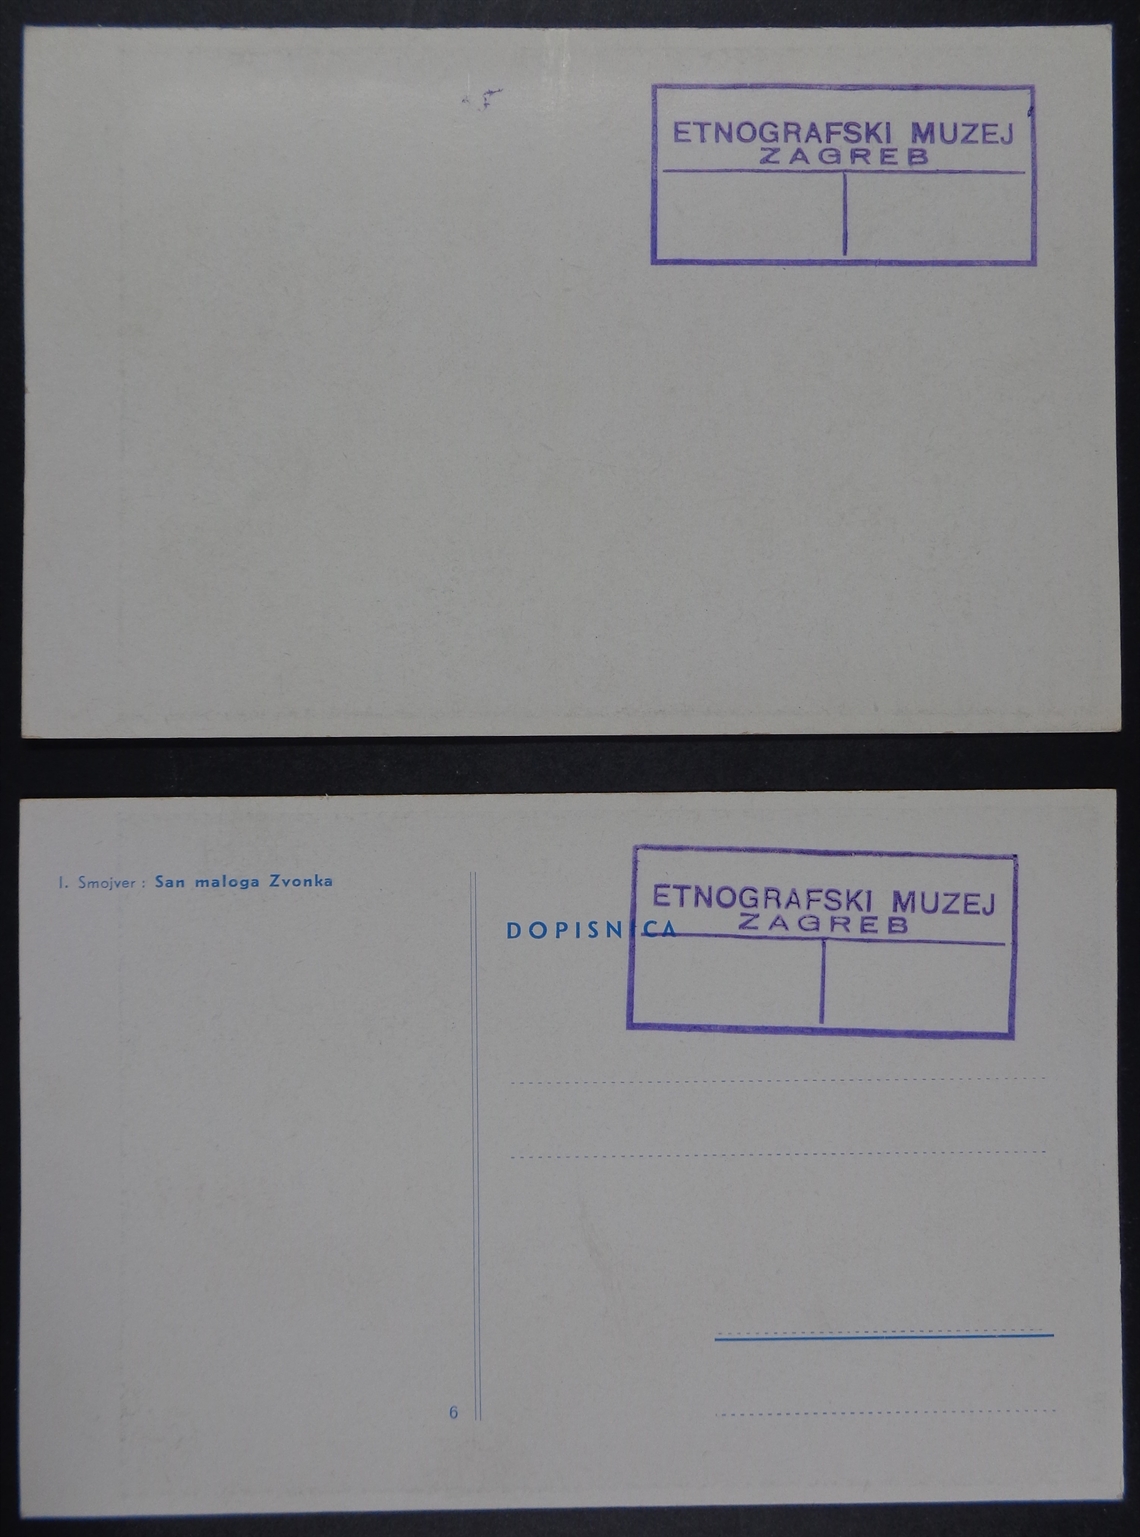 ETNOGRAFSKI MUZEJ
ZAGREB
I. Smojver : San maloga Zvonka
DOPISNICA
ETNOGRAFSKI MUZEJ
ZAGREB
6